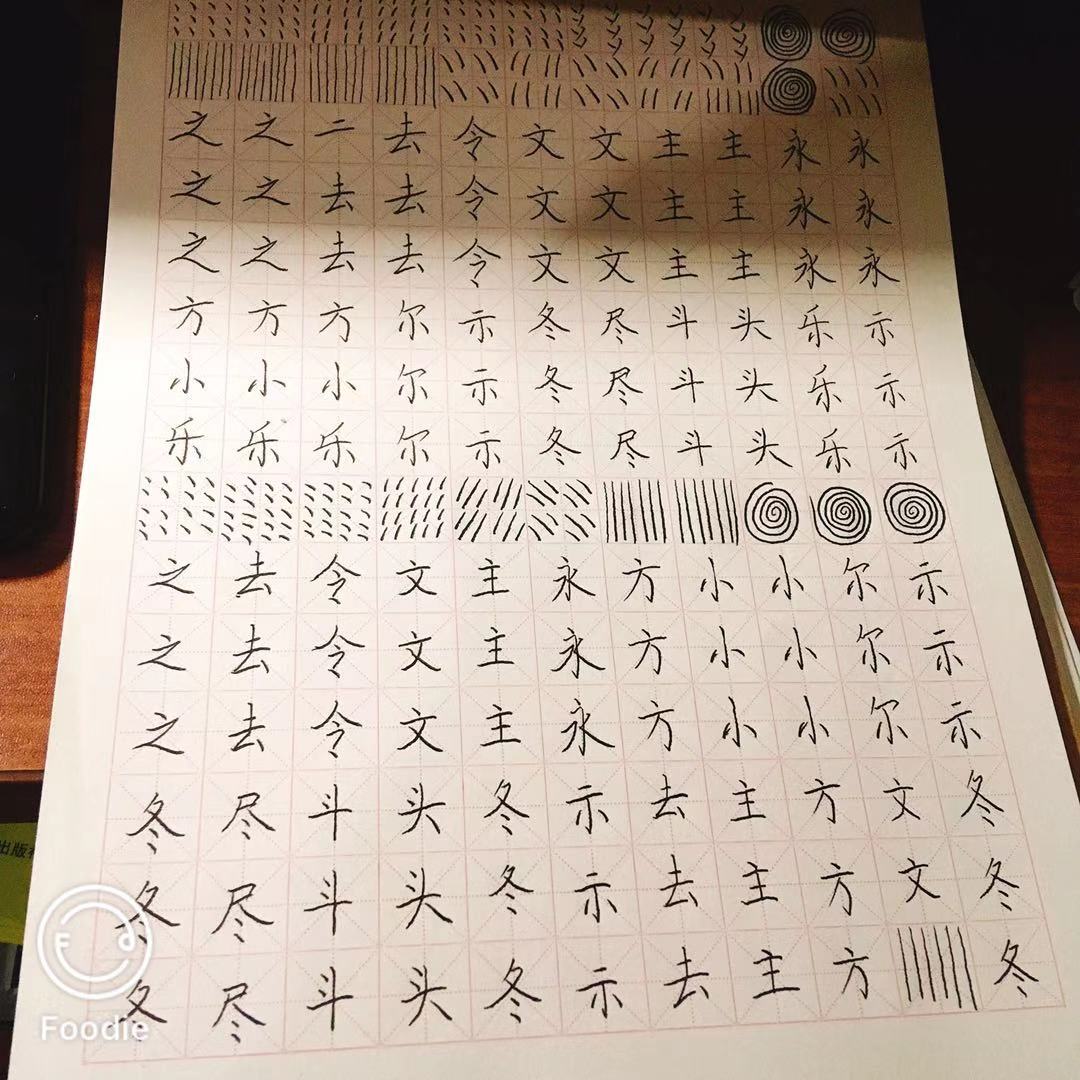 之之二去令文文主主永永
之之去去令文文主主永永
之之去去令文文主主永永
方方方尔示冬尽斗头乐示
小小小尔示冬尽斗头乐示
乐乐乐尔示冬尽斗头乐示
之去令文主永方小小尔示
之去令文主永方小小尔示
之去令文主永方小小尔示
冬尽斗头冬示去主方文冬
出版
冬尽斗头冬示去主方文冬
冬尽斗头冬示去主方冬
Foodie